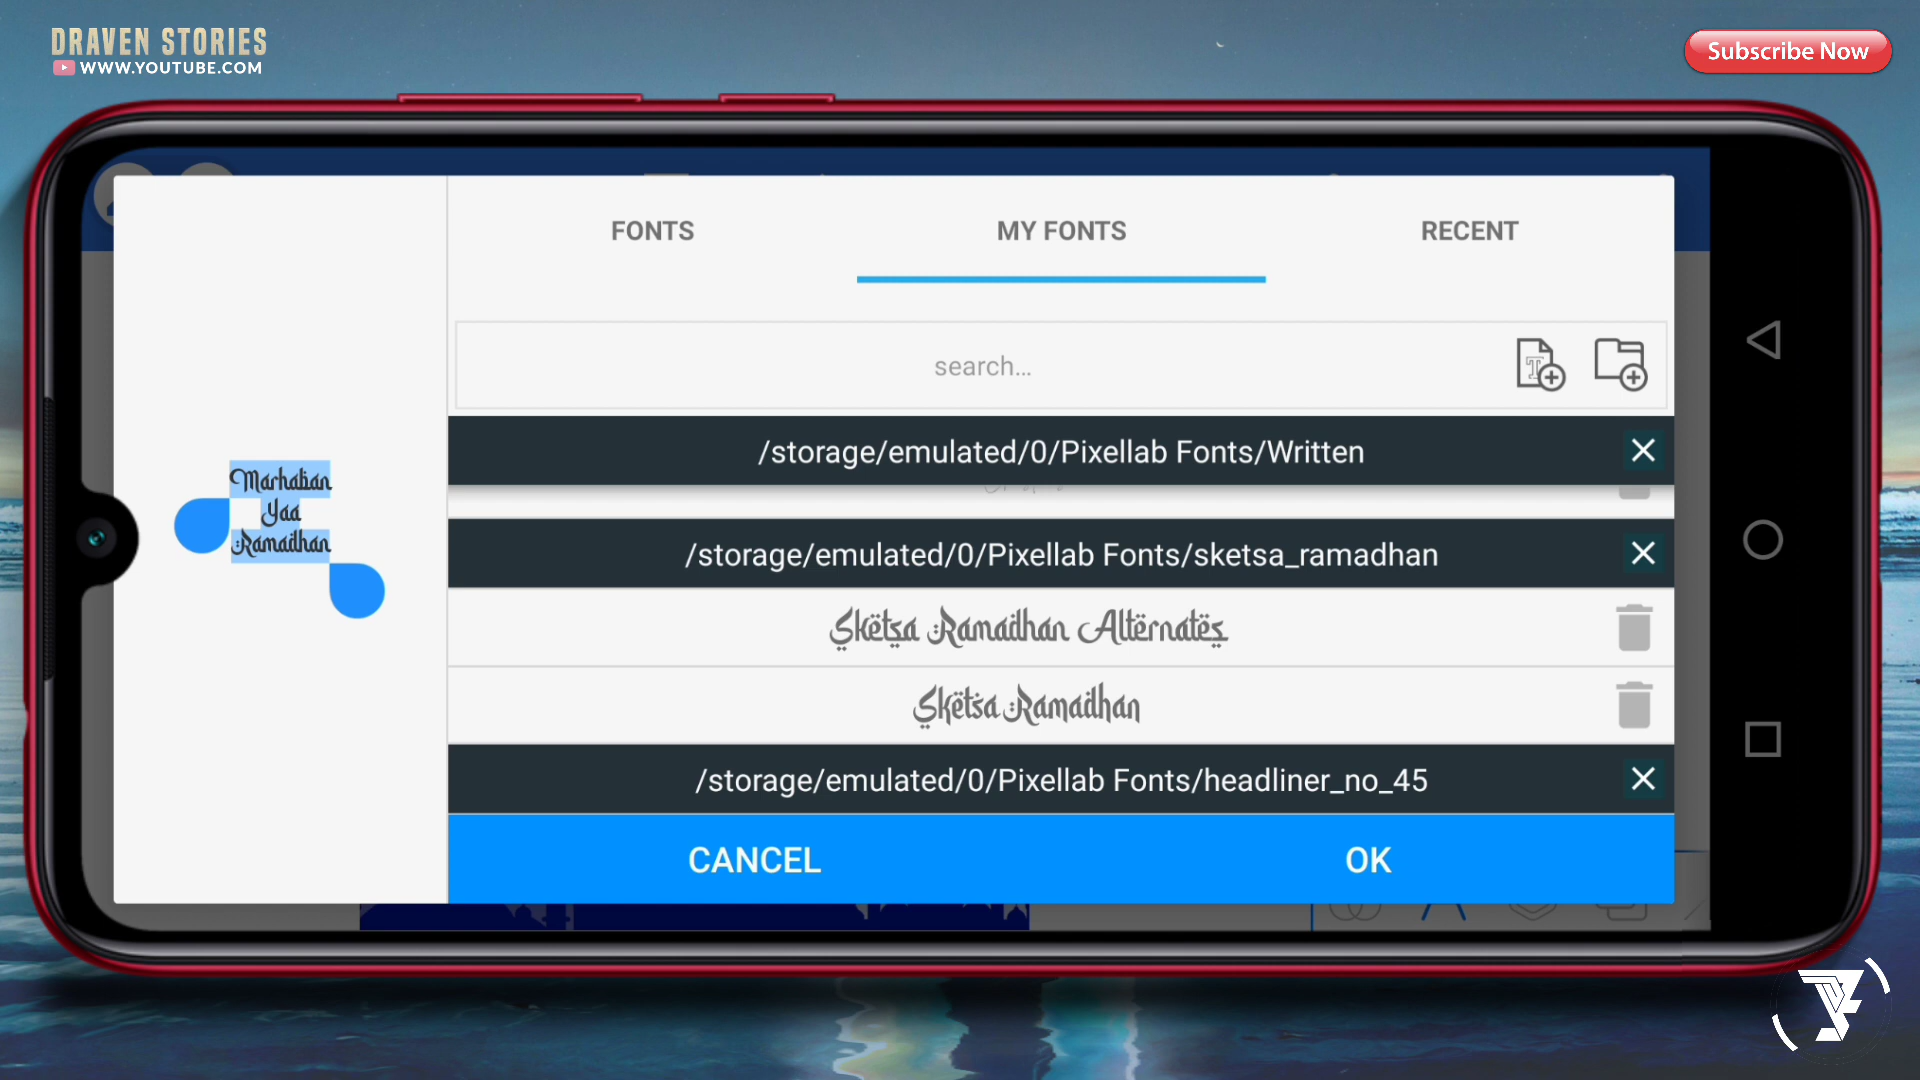 DRAVEN STORIES
WWW.YOUTUBE.COM
Subscribe Now
FONTS
MY FONTS
RECENT
search...
/storage/emulated/0/Pixellab Fonts/Written
/storage/emulated/0/Pixellab Fonts/sketsa_ramadhan
Sketsa Ramadhan Alternates
Sketsa Ramadhan
/storage/emulated/0/Pixellab Fonts/headliner_no_45
CANCEL
OK
Marhaban
Yaa
Ramadhan